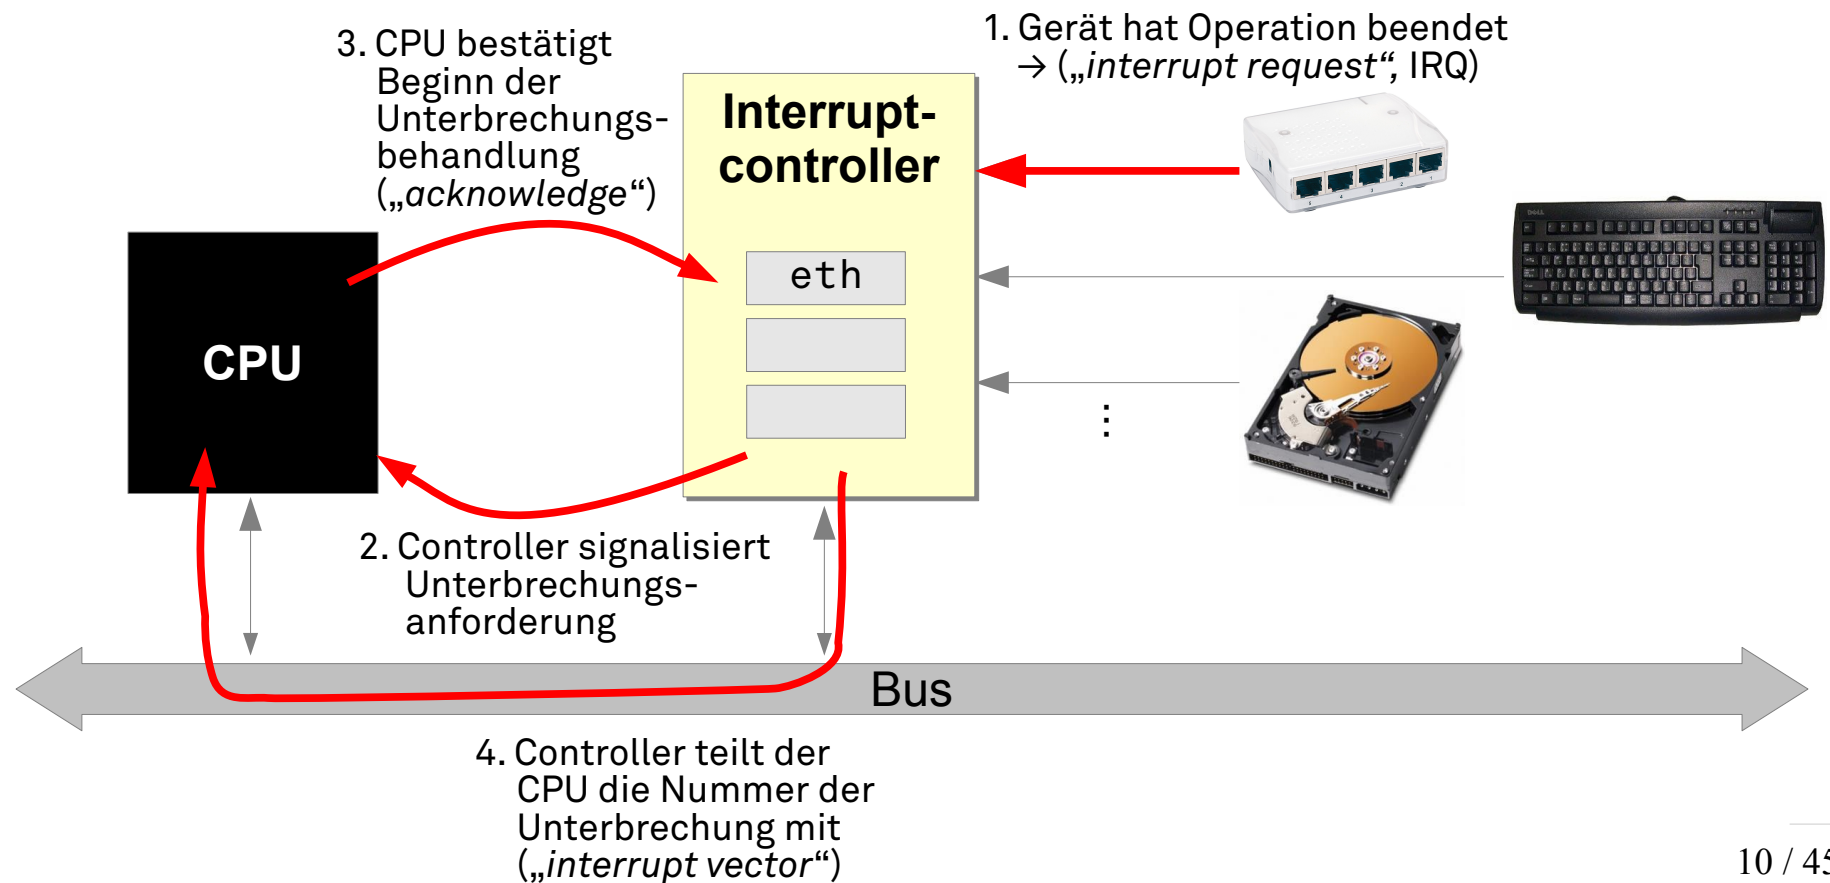 3. CPU bestätigt
Beginn der
Unterbrechungs-
behandlung
(„acknowledge“)
1. Gerät hat Operation beendet
→ („interrupt request“, IRQ)
Interrupt-
controller
eth
CPU
DELL
2. Controller signalisiert
Unterbrechungs-
anforderung
⋮
Bus
4. Controller teilt der
CPU die Nummer der
Unterbrechung mit
(„interrupt vector“)
10 / 45